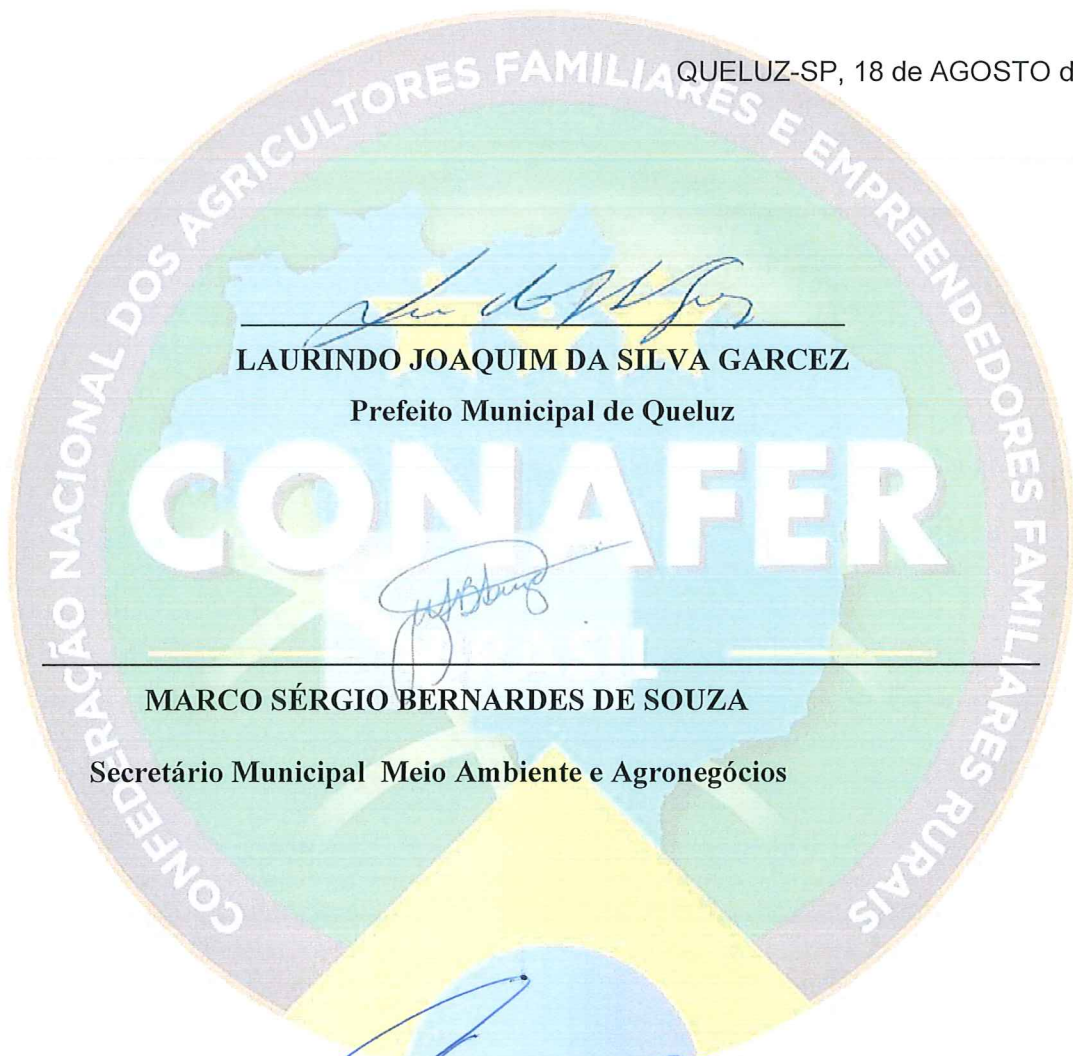 QUELUZ-SP, 18 de AGOSTO d
CONFEDERAÇÃO NACIONAL DOS AGRICULTORES FAMILIARES E EMPREENDEDORES FAMILIARES RURAIS
LAURINDO JOAQUIM DA SILVA GARCEZ
Prefeito Municipal de Queluz
CONAFER
BRASIL
MARCO SÉRGIO BERNARDES DE SOUZA
Secretário Municipal Meio Ambiente e Agronegócios